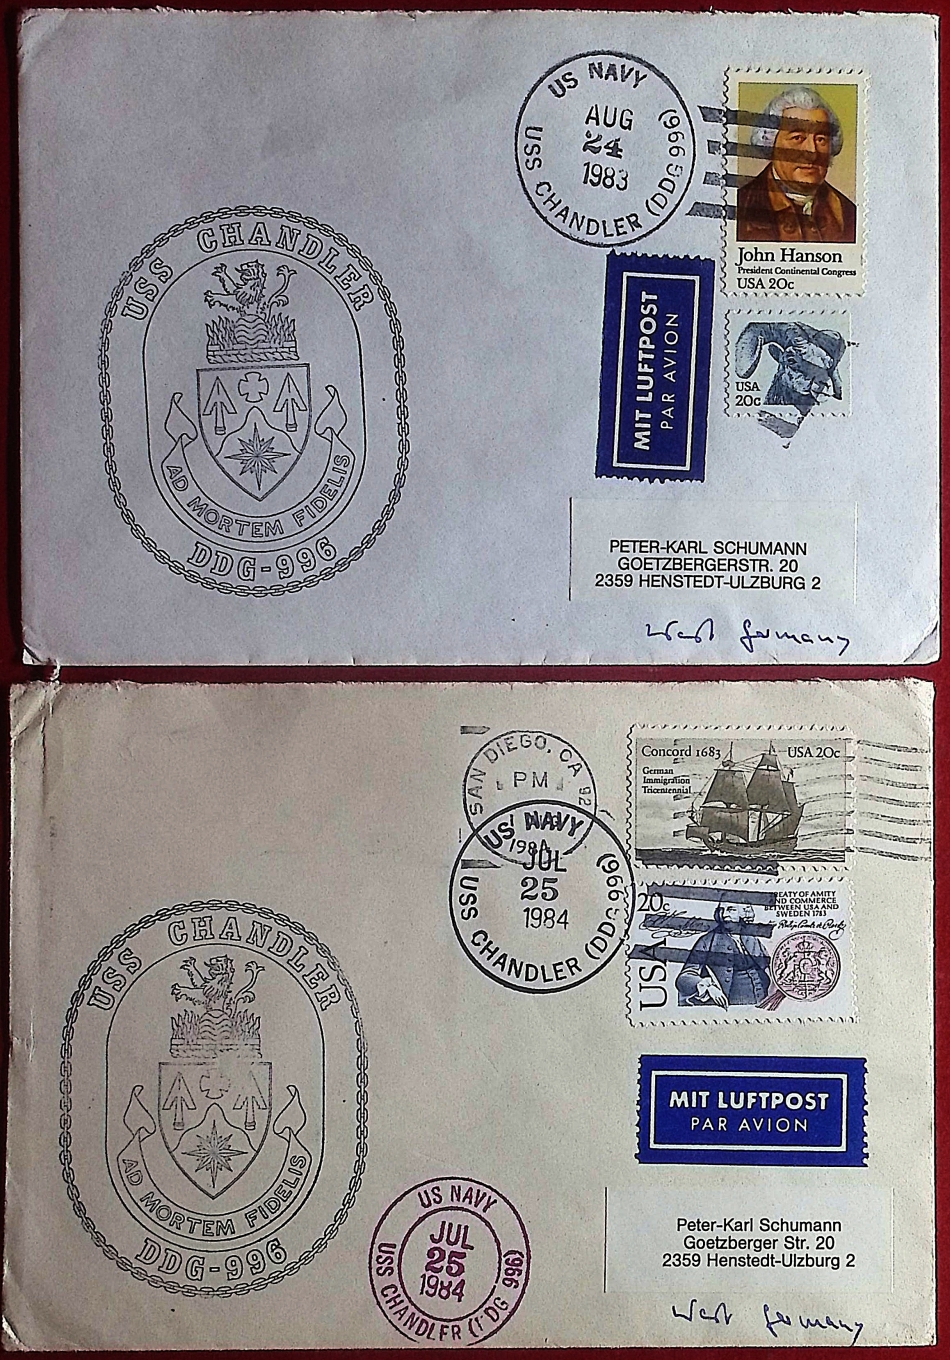 US NAVY
AUG
24
1983
USS CHANDLER (DDG 996)
John Hanson
President Continental Congress
USA 20c
USA
20c
MIT LUFTPOST
PAR AVION
USS CHANDLER
AD MORTEM FIDELIS
DDG-996
PETER-KARL SCHUMANN
GOETZBERGERSTR. 20
2359 HENSTEDT-ULZBURG 2
West Germany
SAN DIEGO, CA 92
PM
US NAVY
JUL
25
1984
USS CHANDLER (DDG 996)
Concord 1683
USA 20c
German
Immigration
Tricentennial
20c
USA
TREATY OF AMITY
AND COMMERCE
BETWEEN USA AND
SWEDEN 1783
MIT LUFTPOST
PAR AVION
USS CHANDLER
AD MORTEM FIDELIS
DDG-996
US NAVY
JUL
25
1984
USS CHANDLER (DDG 996)
Peter-Karl Schumann
Goetzberger Str. 20
2359 Henstedt-Ulzburg 2
West Germany